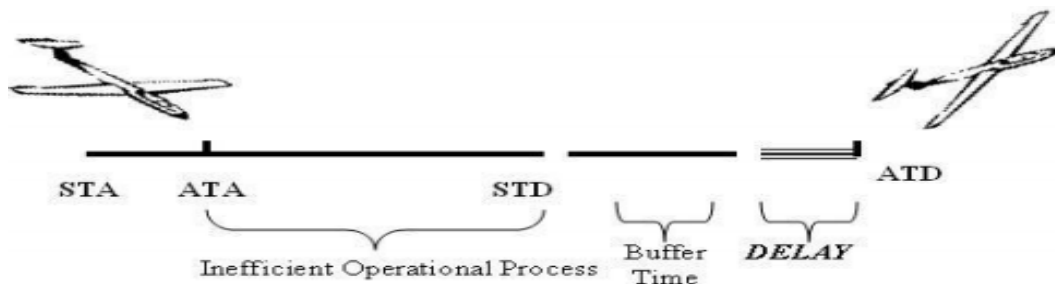 STA
ATA
STD
ATD
Inefficient Operational Process
Buffer
Time
DELAY